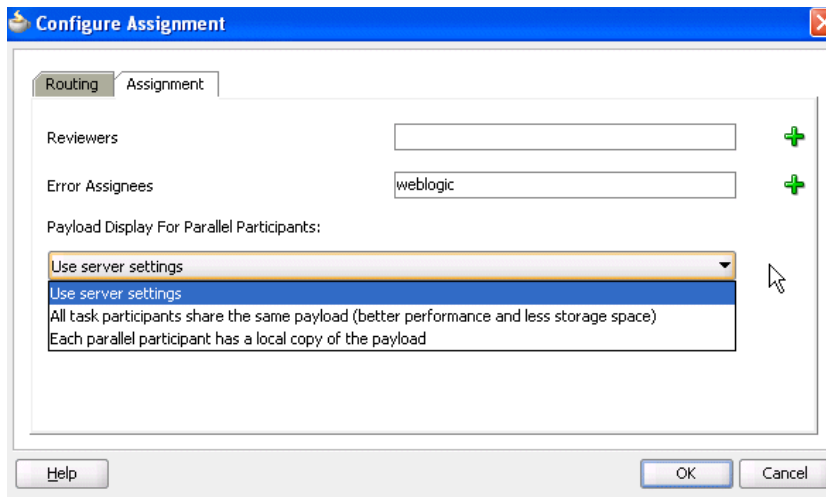 Configure Assignment
Routing Assignment
Reviewers
Error Assignees weblogic
Payload Display For Parallel Participants:
Use server settings
Use server settings
All task participants share the same payload (better performance and less storage space)
Each parallel participant has a local copy of the payload
Help OK Cancel